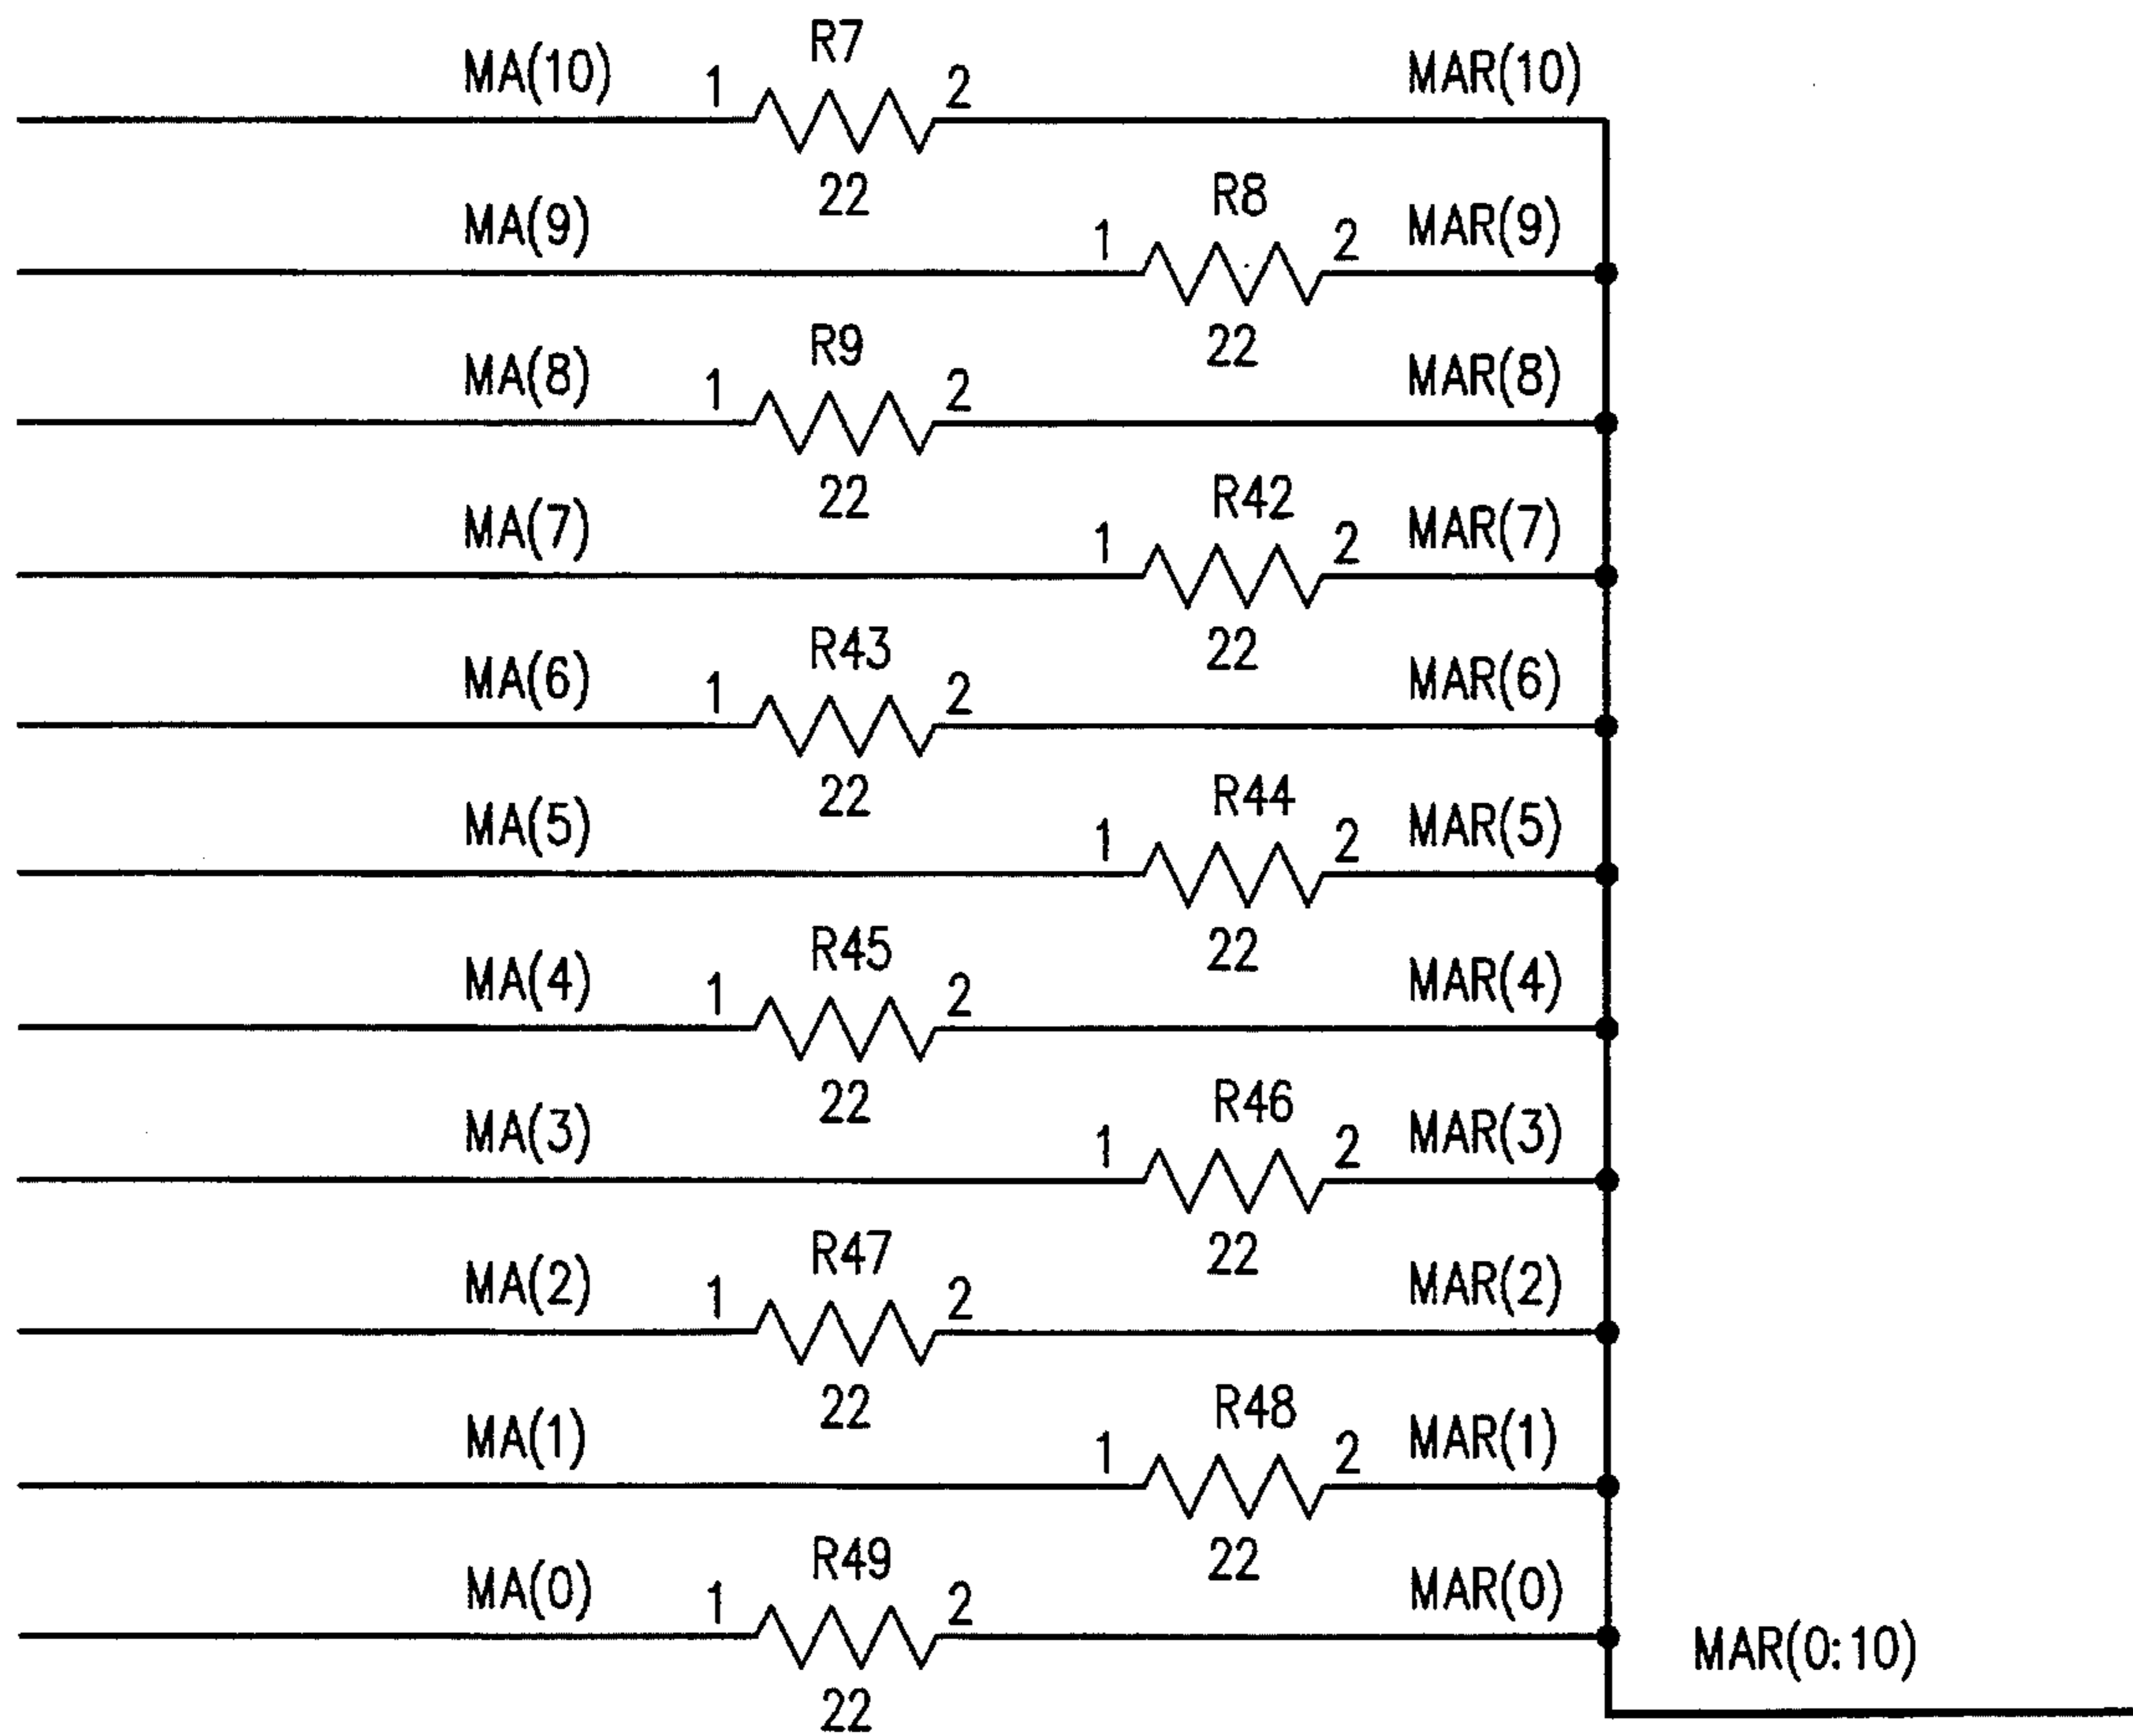 R7
MA(10) 1 2 MAR(10)
22
R8
MA(9) 1 2 MAR(9)
22
R9
MA(8) 1 2 MAR(8)
22
R42
MA(7) 1 2 MAR(7)
22
R43
MA(6) 1 2 MAR(6)
22
R44
MA(5) 1 2 MAR(5)
22
R45
MA(4) 1 2 MAR(4)
22
R46
MA(3) 1 2 MAR(3)
22
R47
MA(2) 1 2 MAR(2)
22
R48
MA(1) 1 2 MAR(1)
22
R49
MA(0) 1 2 MAR(0)
22
MAR(0:10)